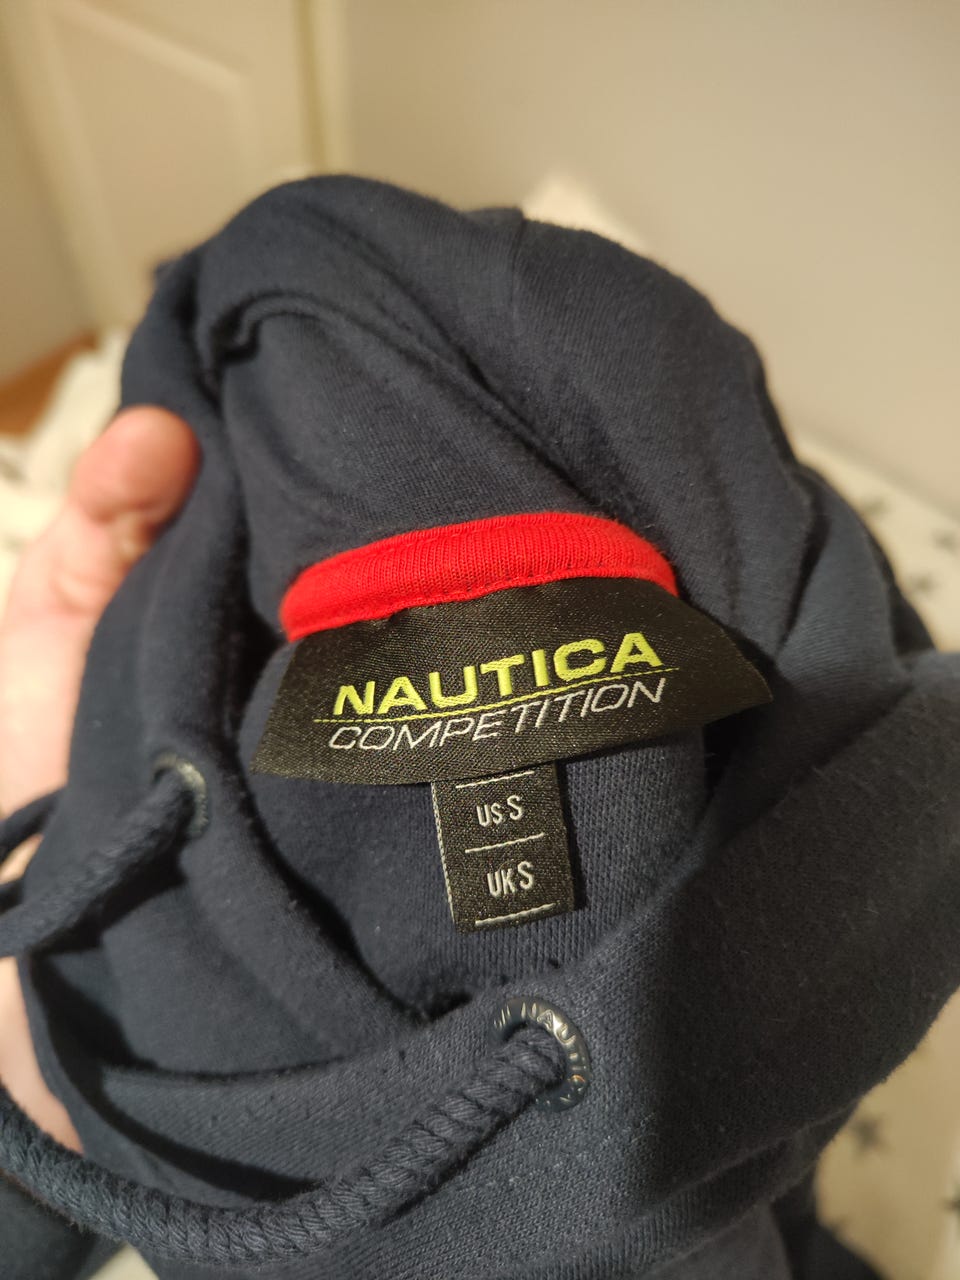 NAUTICA
COMPETITION
US S
UK S
NAUTICA